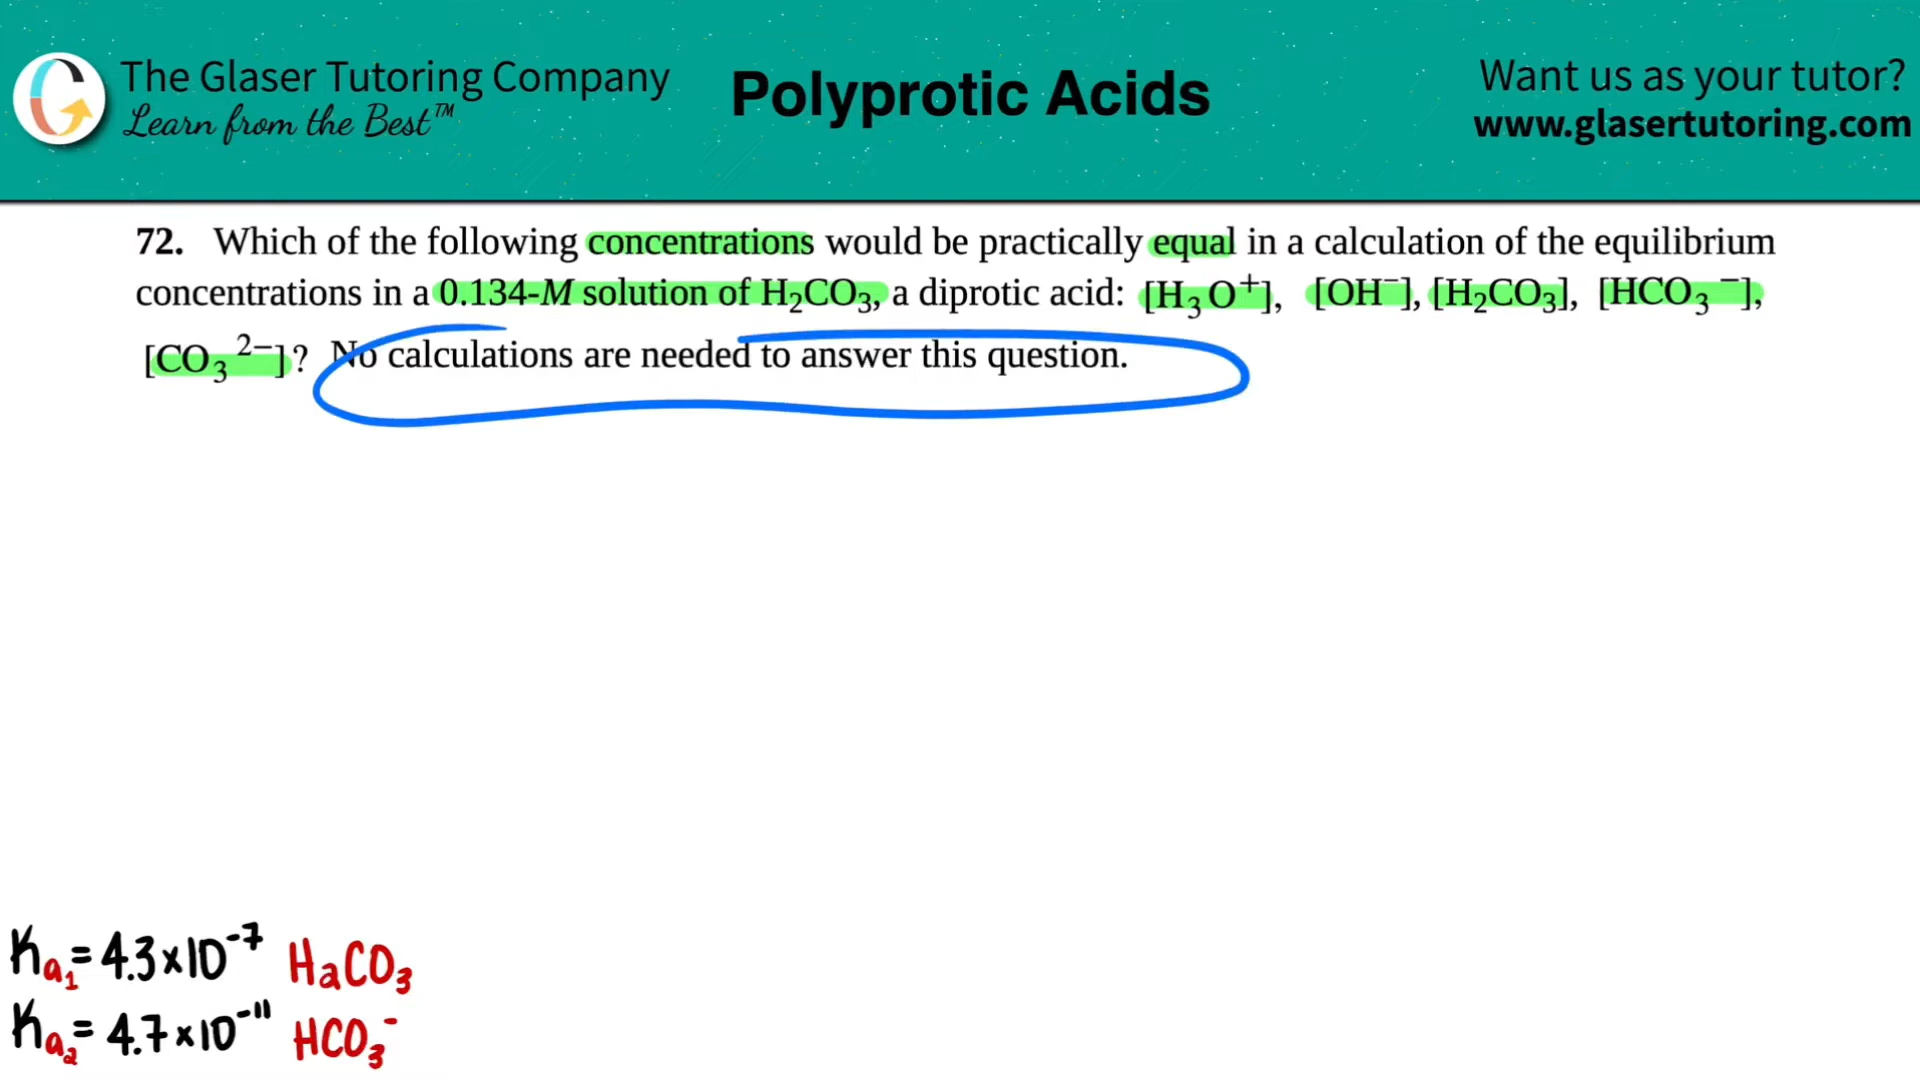 The Glaser Tutoring Company
Learn from the Best™
Polyprotic Acids
Want us as your tutor?
www.glasertutoring.com
72. Which of the following concentrations would be practically equal in a calculation of the equilibrium
concentrations in a 0.134-M solution of H₂CO₃, a diprotic acid: [H₃O⁺], [OH⁻], [H₂CO₃], [HCO₃⁻],
[CO₃²⁻]? No calculations are needed to answer this question.
Ka₁= 4.3×10⁻⁷ H₂CO₃
Ka₂= 4.7×10⁻¹¹ HCO₃⁻